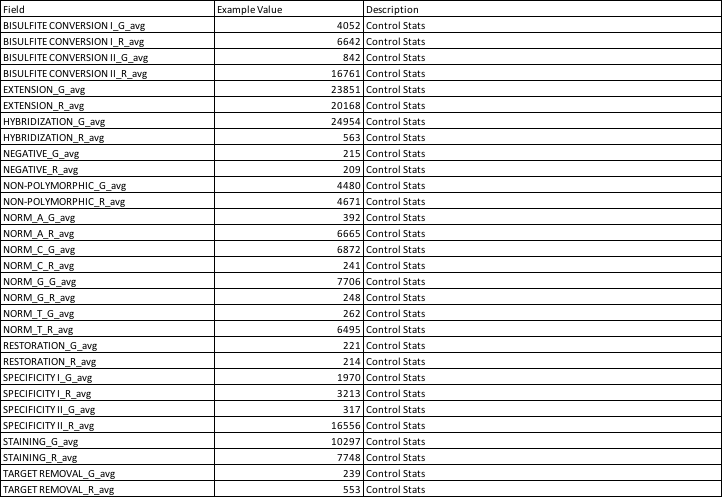 Field Example Value Description
BISULFITE CONVERSION I_G_avg 4052 Control Stats
BISULFITE CONVERSION I_R_avg 6642 Control Stats
BISULFITE CONVERSION II_G_avg 842 Control Stats
BISULFITE CONVERSION II_R_avg 16761 Control Stats
EXTENSION_G_avg 23851 Control Stats
EXTENSION_R_avg 20168 Control Stats
HYBRIDIZATION_G_avg 24954 Control Stats
HYBRIDIZATION_R_avg 563 Control Stats
NEGATIVE_G_avg 215 Control Stats
NEGATIVE_R_avg 209 Control Stats
NON-POLYMORPHIC_G_avg 4480 Control Stats
NON-POLYMORPHIC_R_avg 4671 Control Stats
NORM_A_G_avg 392 Control Stats
NORM_A_R_avg 6665 Control Stats
NORM_C_G_avg 6872 Control Stats
NORM_C_R_avg 241 Control Stats
NORM_G_G_avg 7706 Control Stats
NORM_G_R_avg 248 Control Stats
NORM_T_G_avg 262 Control Stats
NORM_T_R_avg 6495 Control Stats
RESTORATION_G_avg 221 Control Stats
RESTORATION_R_avg 214 Control Stats
SPECIFICITY I_G_avg 1970 Control Stats
SPECIFICITY I_R_avg 3213 Control Stats
SPECIFICITY II_G_avg 317 Control Stats
SPECIFICITY II_R_avg 16556 Control Stats
STAINING_G_avg 10297 Control Stats
STAINING_R_avg 7748 Control Stats
TARGET REMOVAL_G_avg 239 Control Stats
TARGET REMOVAL_R_avg 553 Control Stats